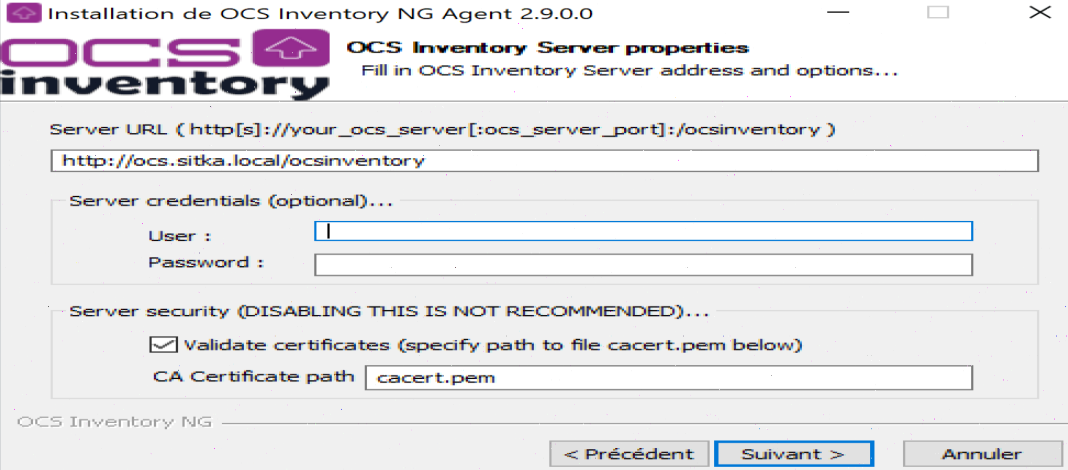 Installation de OCS Inventory NG Agent 2.9.0.0
OCS inventory
OCS Inventory Server properties
Fill in OCS Inventory Server address and options...
Server URL ( http[s]://your_ocs_server[:ocs_server_port]:/ocsinventory )
http://ocs.sitka.local/ocsinventory
Server credentials (optional)...
User :
Password :
Server security (DISABLING THIS IS NOT RECOMMENDED)...
Validate certificates (specify path to file cacert.pem below)
CA Certificate path cacert.pem
OCS Inventory NG
< Précédent Suivant > Annuler